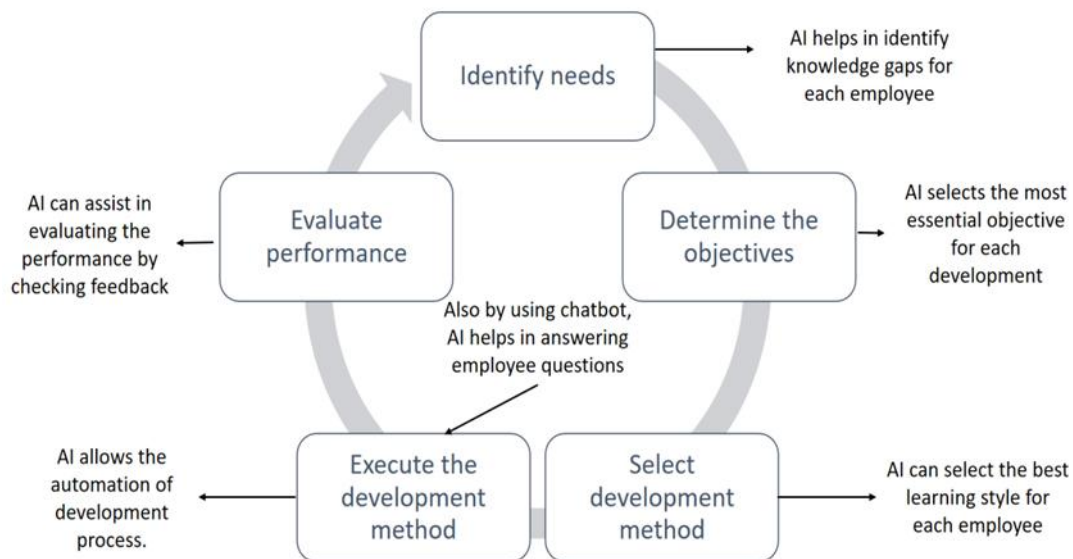 Identify needs
AI helps in identify
knowledge gaps for
each employee
Determine the
objectives
AI selects the most
essential objective
for each
development
Select
development
method
AI can select the best
learning style for
each employee
Execute the
development
method
AI allows the
automation of
development
process.
Also by using chatbot,
AI helps in answering
employee questions
Evaluate
performance
AI can assist in
evaluating the
performance by
checking feedback